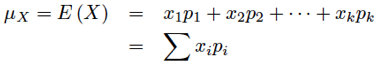 μ_X = E (X) = x_1p_1 + x_2p_2 + ⋯ + x_kp_k
= ∑ x_ip_i